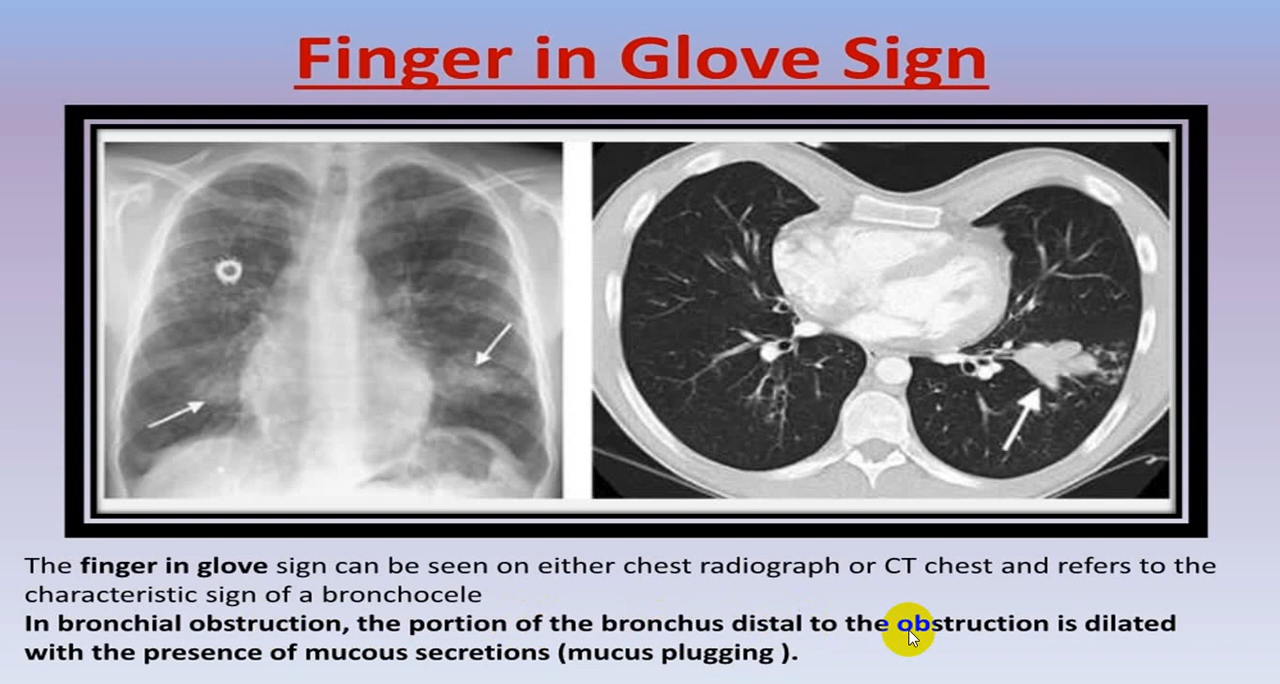 Finger in Glove Sign
The finger in glove sign can be seen on either chest radiograph or CT chest and refers to the
characteristic sign of a bronchocele
In bronchial obstruction, the portion of the bronchus distal to the obstruction is dilated
with the presence of mucous secretions (mucus plugging ).